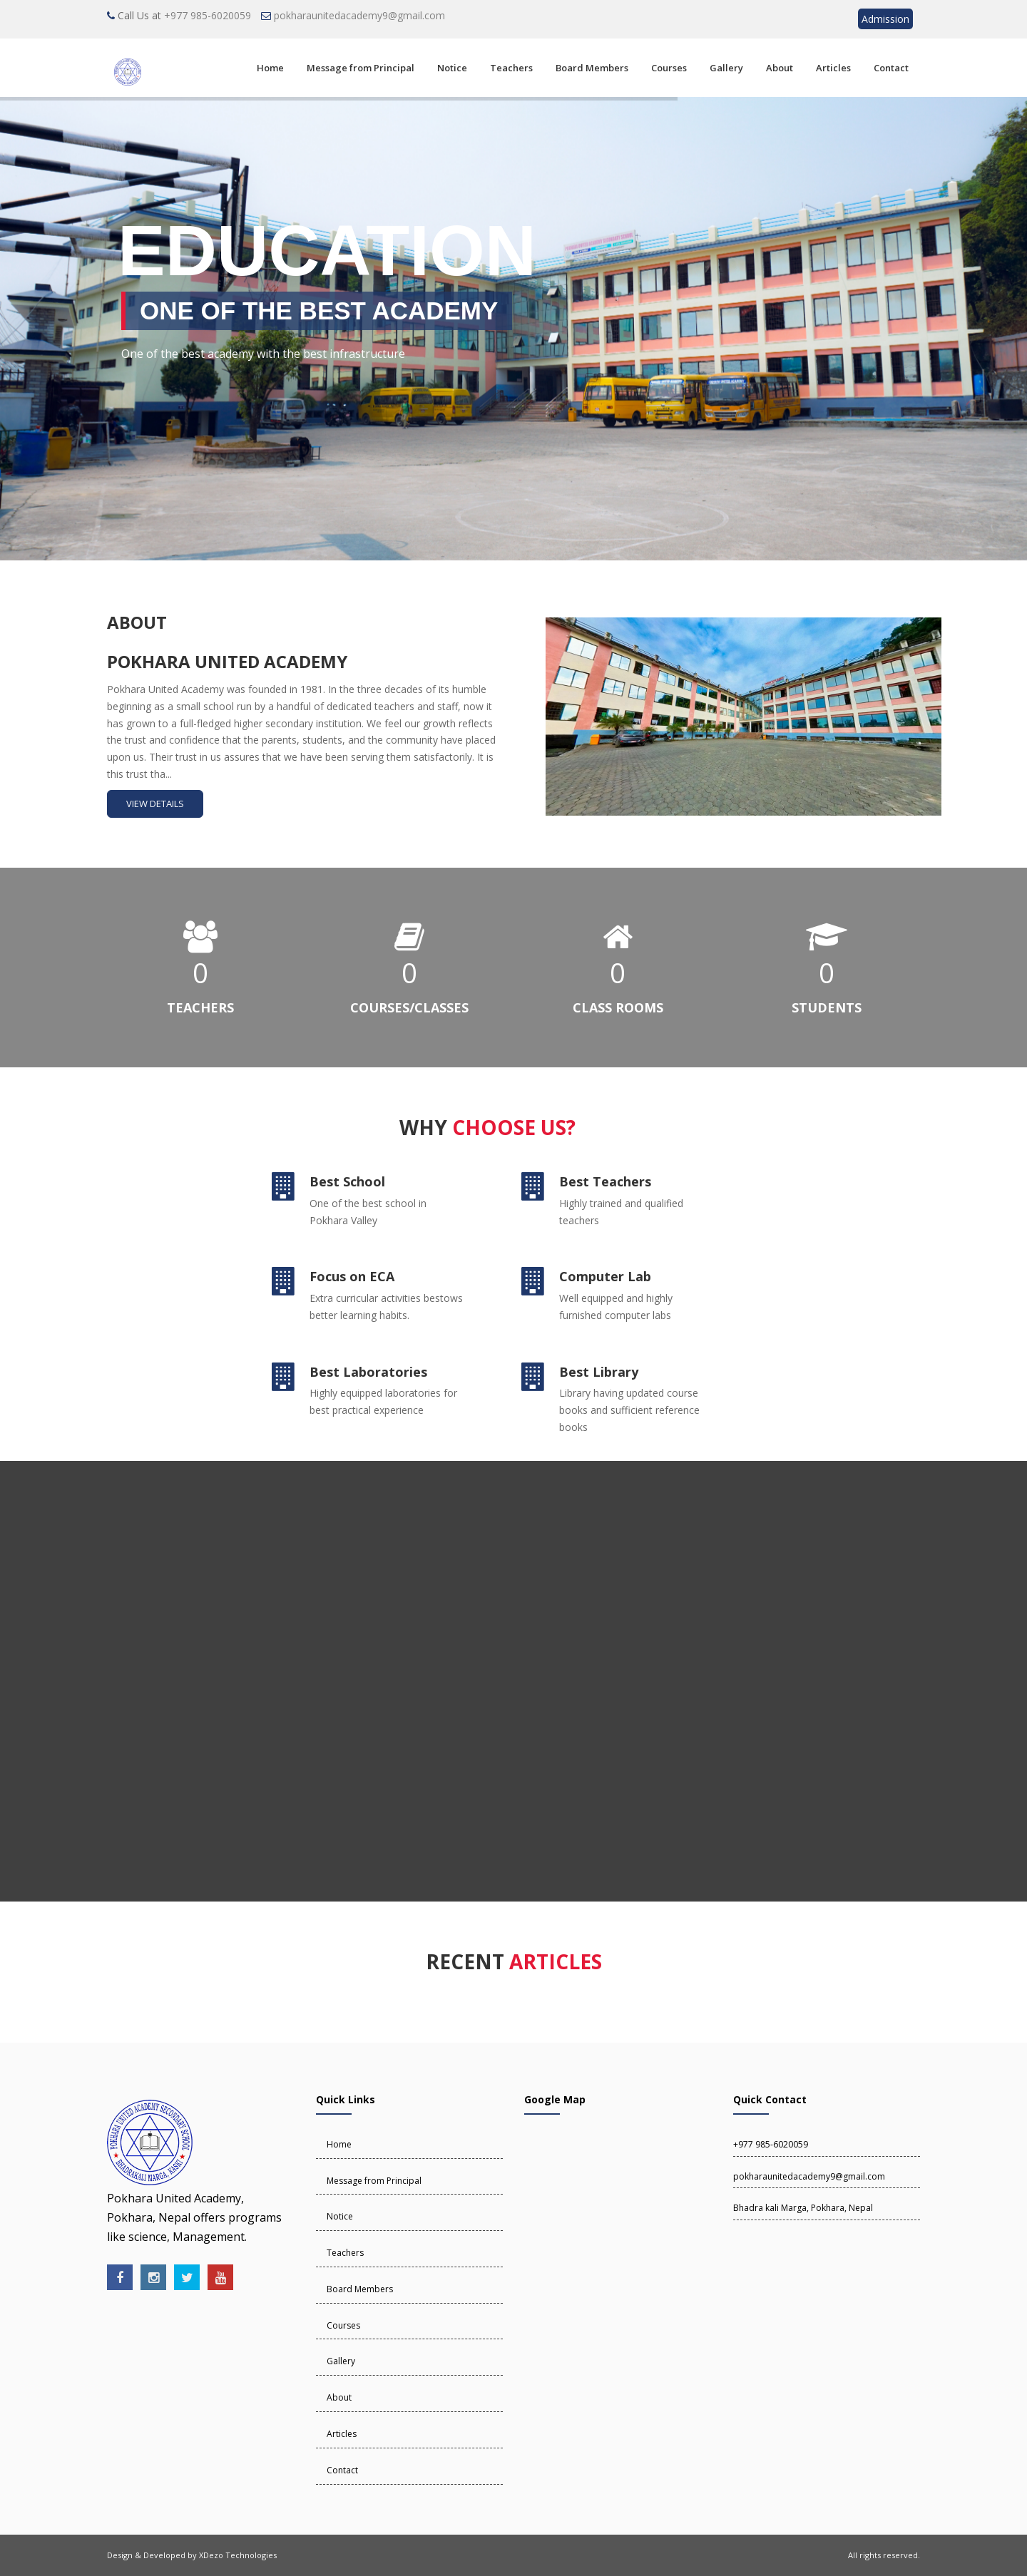 Call Us at +977 985-6020059 pokharaunitedacademy9@gmail.com
Admission
Home Message from Principal Notice Teachers Board Members Courses Gallery About Articles Contact
EDUCATION
ONE OF THE BEST ACADEMY
One of the best academy with the best infrastructure
ABOUT
POKHARA UNITED ACADEMY
Pokhara United Academy was founded in 1981. In the three decades of its humble
beginning as a small school run by a handful of dedicated teachers and staff, now it
has grown to a full-fledged higher secondary institution. We feel our growth reflects
the trust and confidence that the parents, students, and the community have placed
upon us. Their trust in us assures that we have been serving them satisfactorily. It is
this trust tha...
VIEW DETAILS
0
TEACHERS
0
COURSES/CLASSES
0
CLASS ROOMS
0
STUDENTS
WHY CHOOSE US?
Best School
One of the best school in
Pokhara Valley
Best Teachers
Highly trained and qualified
teachers
Focus on ECA
Extra curricular activities bestows
better learning habits.
Computer Lab
Well equipped and highly
furnished computer labs
Best Laboratories
Highly equipped laboratories for
best practical experience
Best Library
Library having updated course
books and sufficient reference
books
RECENT ARTICLES
POKHARA UNITED ACADEMY SECONDARY SCHOOL
BHADRAKALI MARGA, KASKI
Pokhara United Academy,
Pokhara, Nepal offers programs
like science, Management.
Quick Links
Home
Message from Principal
Notice
Teachers
Board Members
Courses
Gallery
About
Articles
Contact
Google Map
Quick Contact
+977 985-6020059
pokharaunitedacademy9@gmail.com
Bhadra kali Marga, Pokhara, Nepal
Design & Developed by XDezo Technologies
All rights reserved.